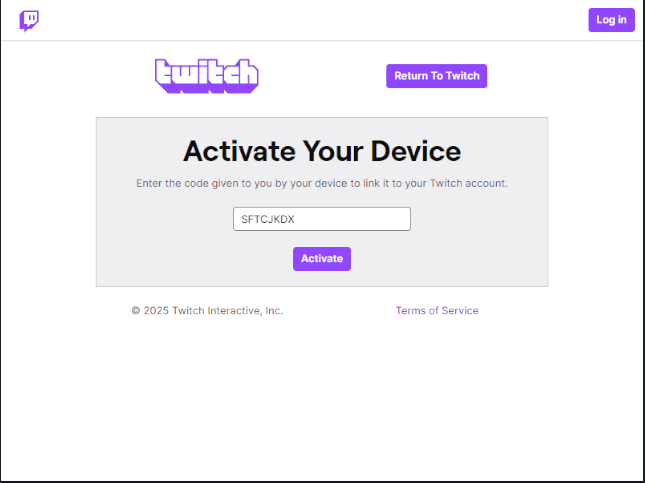 Log in
twitch
Return To Twitch
Activate Your Device
Enter the code given to you by your device to link it to your Twitch account.
SFTCJKDX
Activate
© 2025 Twitch Interactive, Inc.
Terms of Service